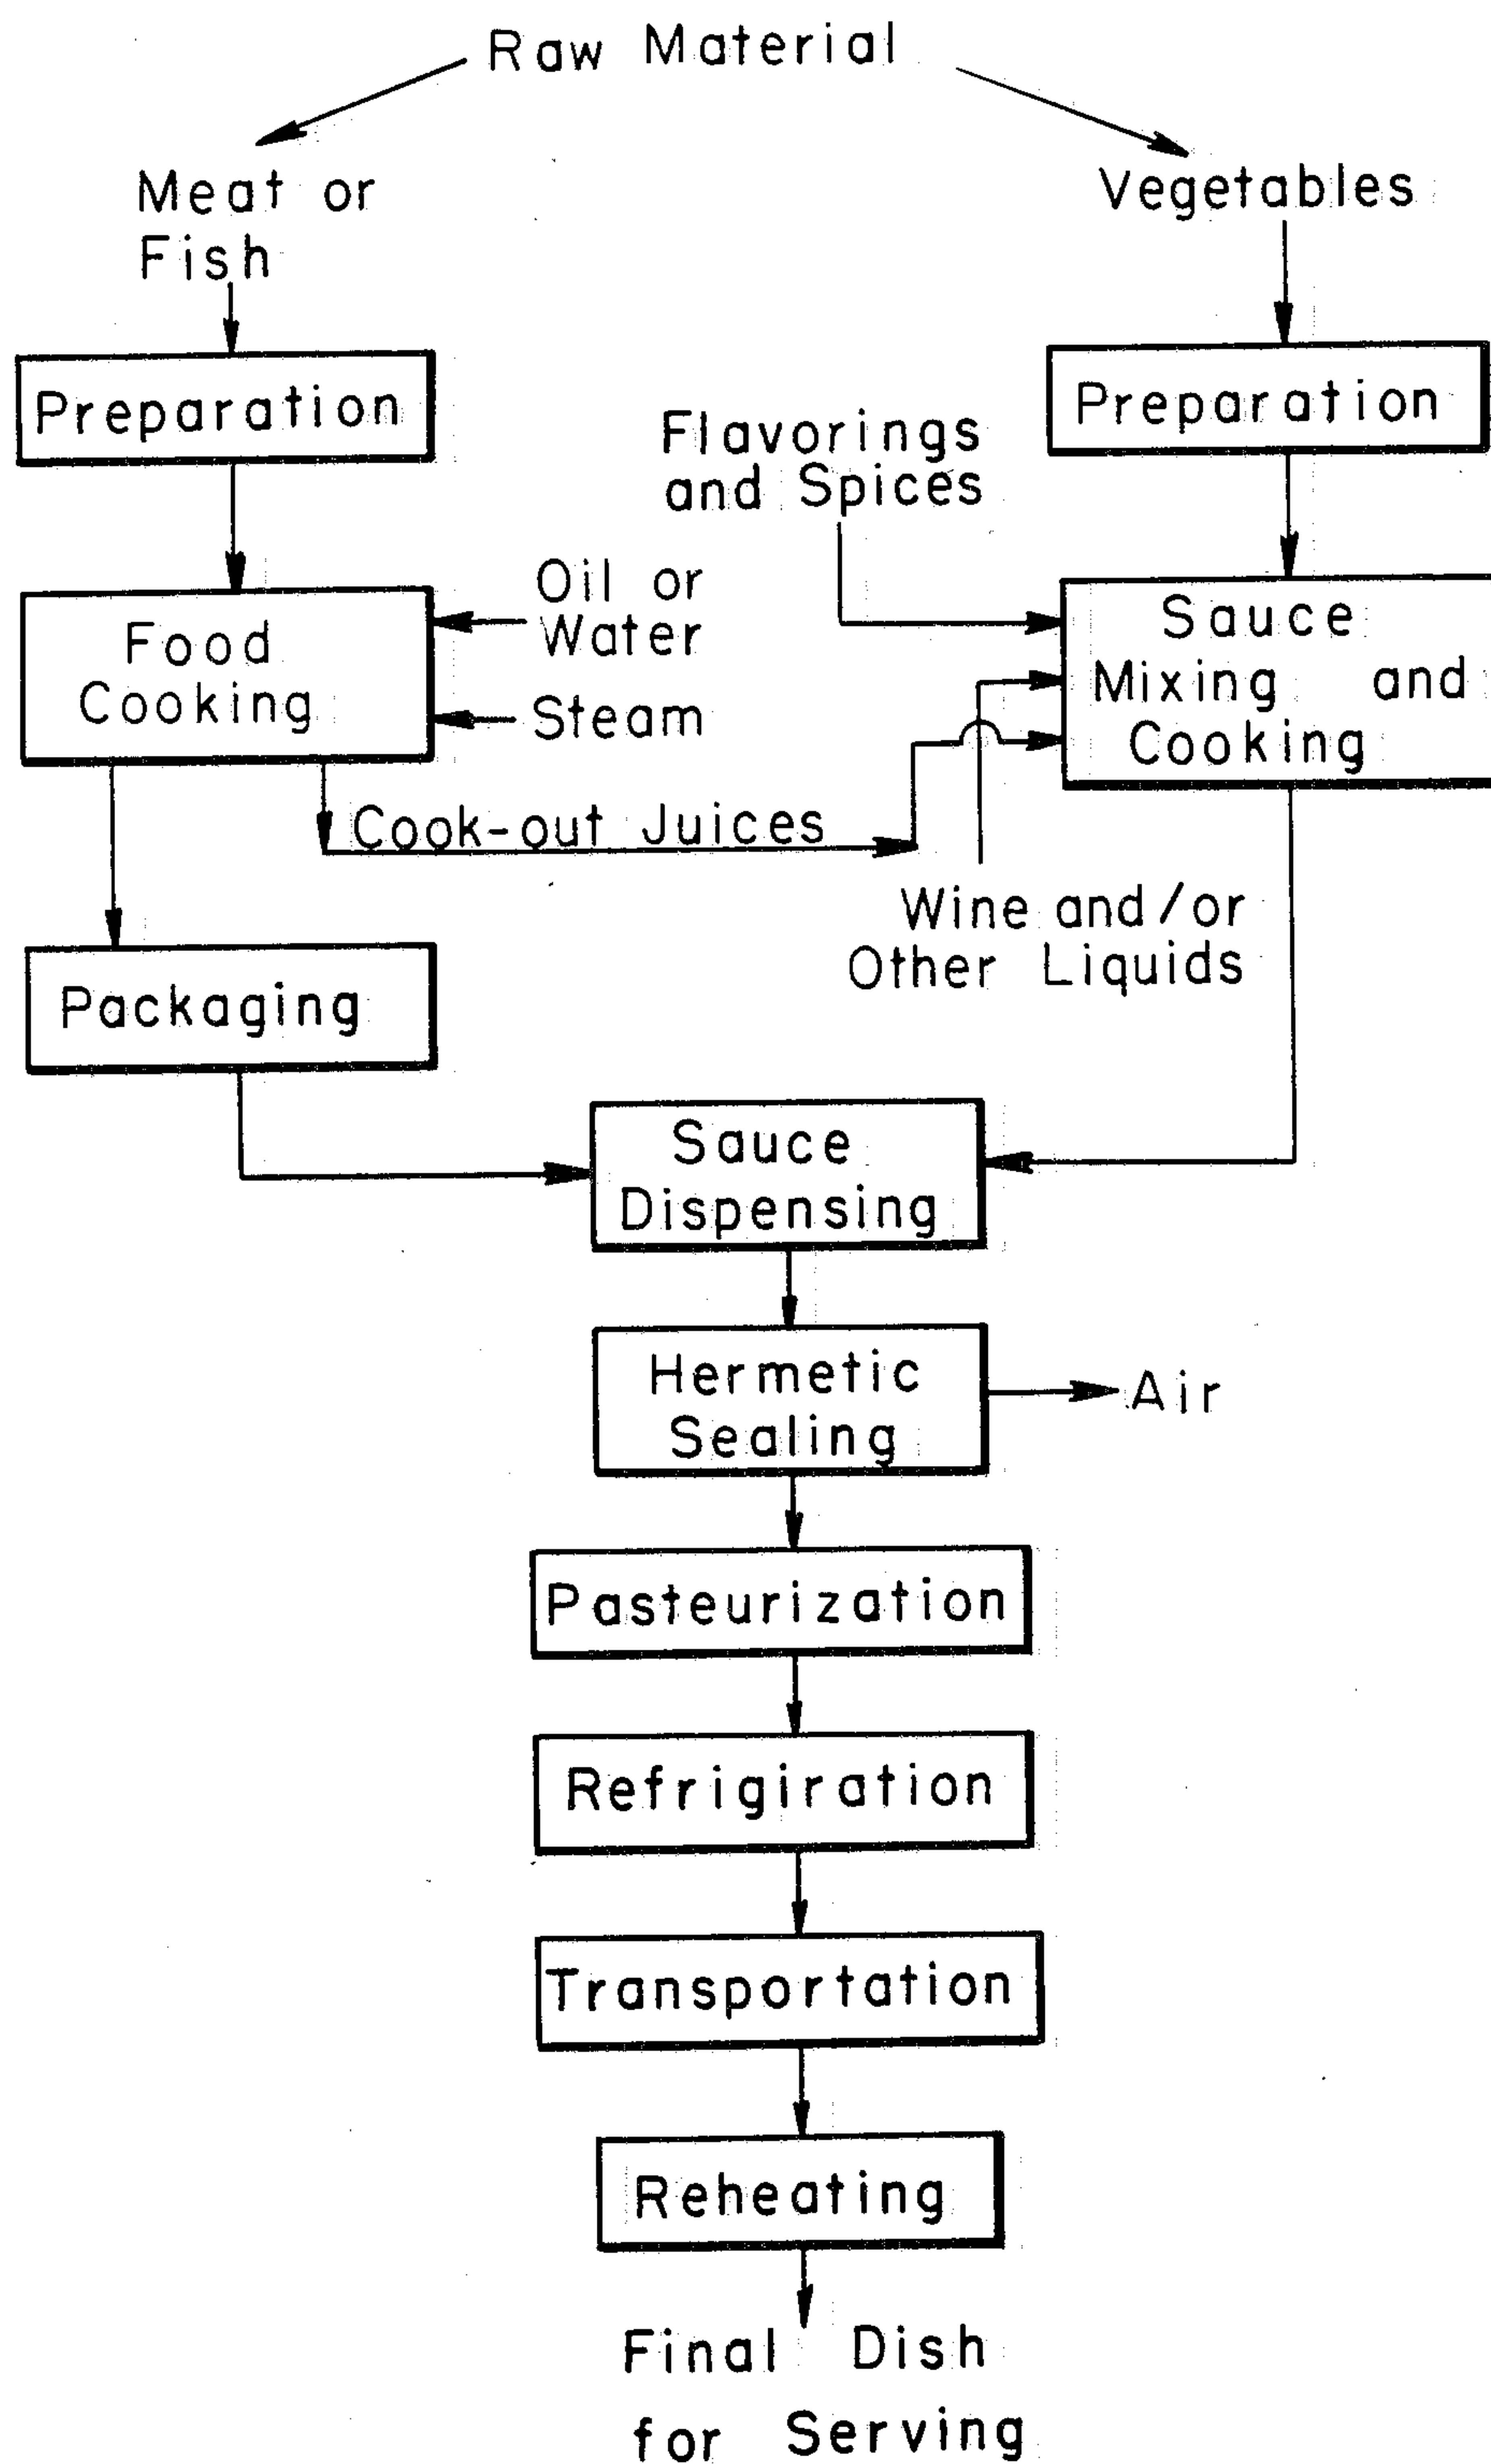 Raw Material
Meat or
Fish
Vegetables
Preparation
Preparation
Flavorings
and Spices
Oil or
Water
Food
Cooking
Steam
Sauce
Mixing and
Cooking
Cook-out Juices
Wine and/or
Other Liquids
Packaging
Sauce
Dispensing
Hermetic
Sealing
Air
Pasteurization
Refrigiration
Transportation
Reheating
Final Dish
for Serving